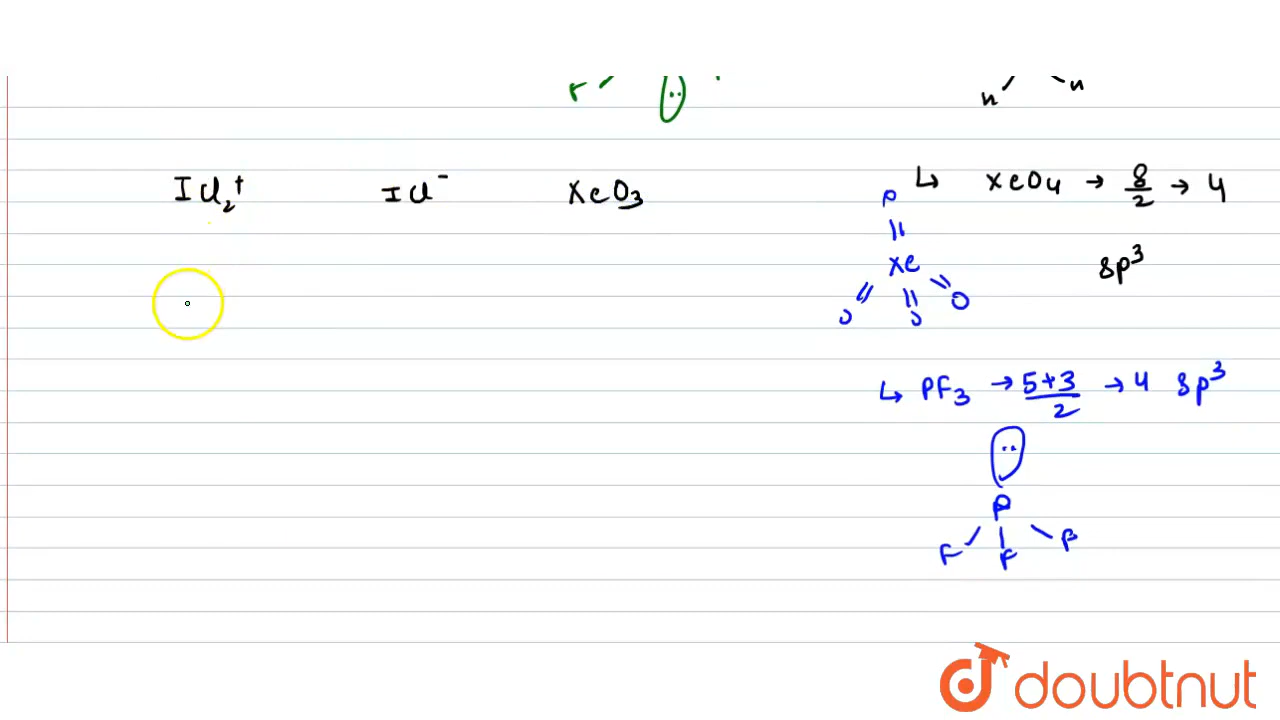 F
n n
ICl₂⁺ ICl⁻ XeO₃
↳ XeO₄ → 8/2 → 4
sp³
O
Xe
O O O
↳ PF₃ → 5+3/2 → 4 sp³
P
F F F
doubtnut